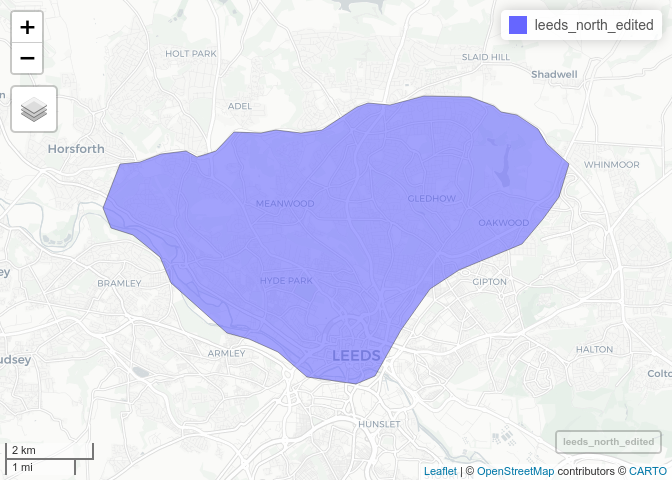 +
−
leeds_north_edited
HOLT PARK
SLAID HILL
Shadwell
n
ADEL
Horsforth
WHINMOOR
MEANWOOD
GLEDHOW
OAKWOOD
ey
BRAMLEY
HYDE PARK
GIPTON
ARMLEY
LEEDS
HALTON
udsey
Colto
HUNSLET
leeds_north_edited
2 km
1 mi
Leaflet | © OpenStreetMap contributors © CARTO